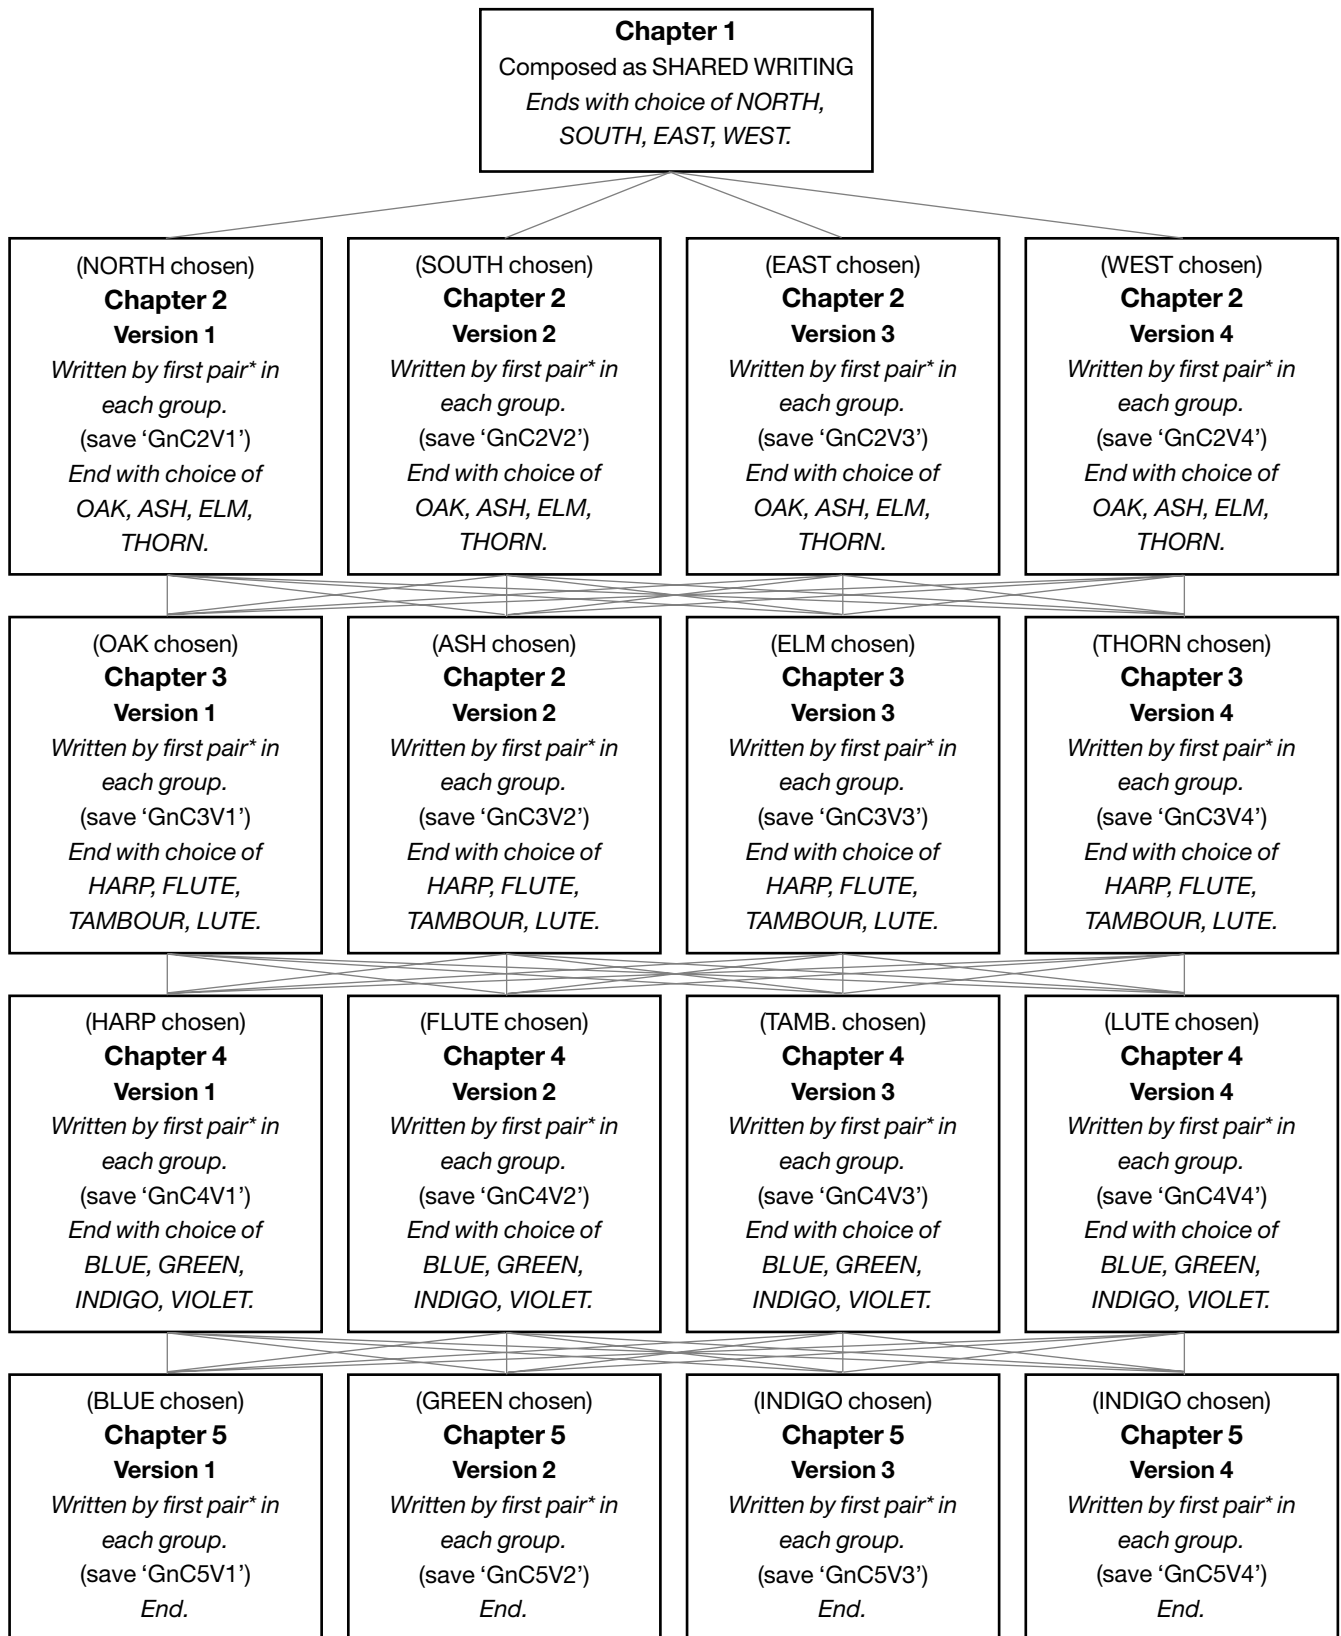 Chapter 1
Composed as SHARED WRITING
Ends with choice of NORTH,
SOUTH, EAST, WEST.
(NORTH chosen)
Chapter 2
Version 1
Written by first pair* in
each group.
(save ‘GnC2V1’)
End with choice of
OAK, ASH, ELM,
THORN.
(SOUTH chosen)
Chapter 2
Version 2
Written by first pair* in
each group.
(save ‘GnC2V2’)
End with choice of
OAK, ASH, ELM,
THORN.
(EAST chosen)
Chapter 2
Version 3
Written by first pair* in
each group.
(save ‘GnC2V3’)
End with choice of
OAK, ASH, ELM,
THORN.
(WEST chosen)
Chapter 2
Version 4
Written by first pair* in
each group.
(save ‘GnC2V4’)
End with choice of
OAK, ASH, ELM,
THORN.
(OAK chosen)
Chapter 3
Version 1
Written by first pair* in
each group.
(save ‘GnC3V1’)
End with choice of
HARP, FLUTE,
TAMBOUR, LUTE.
(ASH chosen)
Chapter 2
Version 2
Written by first pair* in
each group.
(save ‘GnC3V2’)
End with choice of
HARP, FLUTE,
TAMBOUR, LUTE.
(ELM chosen)
Chapter 3
Version 3
Written by first pair* in
each group.
(save ‘GnC3V3’)
End with choice of
HARP, FLUTE,
TAMBOUR, LUTE.
(THORN chosen)
Chapter 3
Version 4
Written by first pair* in
each group.
(save ‘GnC3V4’)
End with choice of
HARP, FLUTE,
TAMBOUR, LUTE.
(HARP chosen)
Chapter 4
Version 1
Written by first pair* in
each group.
(save ‘GnC4V1’)
End with choice of
BLUE, GREEN,
INDIGO, VIOLET.
(FLUTE chosen)
Chapter 4
Version 2
Written by first pair* in
each group.
(save ‘GnC4V2’)
End with choice of
BLUE, GREEN,
INDIGO, VIOLET.
(TAMB. chosen)
Chapter 4
Version 3
Written by first pair* in
each group.
(save ‘GnC4V3’)
End with choice of
BLUE, GREEN,
INDIGO, VIOLET.
(LUTE chosen)
Chapter 4
Version 4
Written by first pair* in
each group.
(save ‘GnC4V4’)
End with choice of
BLUE, GREEN,
INDIGO, VIOLET.
(BLUE chosen)
Chapter 5
Version 1
Written by first pair* in
each group.
(save ‘GnC5V1’)
End.
(GREEN chosen)
Chapter 5
Version 2
Written by first pair* in
each group.
(save ‘GnC5V2’)
End.
(INDIGO chosen)
Chapter 5
Version 3
Written by first pair* in
each group.
(save ‘GnC5V3’)
End.
(INDIGO chosen)
Chapter 5
Version 4
Written by first pair* in
each group.
(save ‘GnC5V4’)
End.